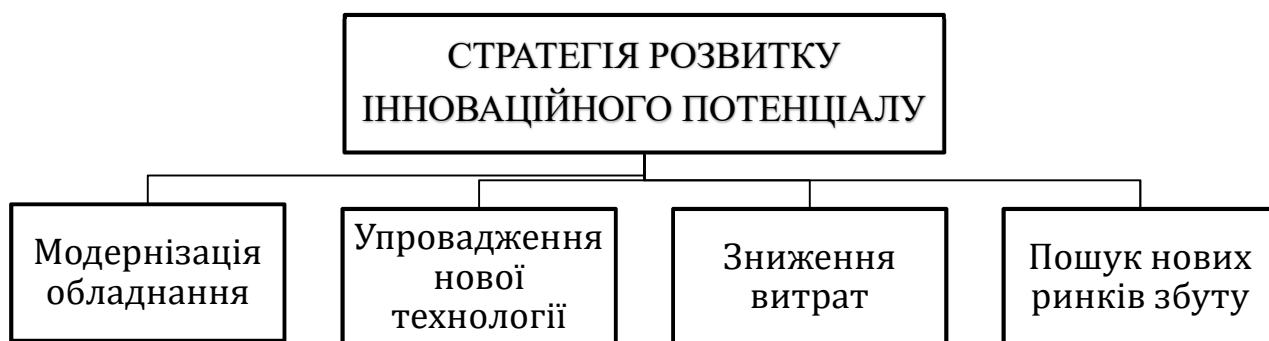 СТРАТЕГІЯ РОЗВИТКУ
ІННОВАЦІЙНОГО ПОТЕНЦІАЛУ
Модернізація
обладнання
Упровадження
нової
технології
Зниження
витрат
Пошук нових
ринків збуту